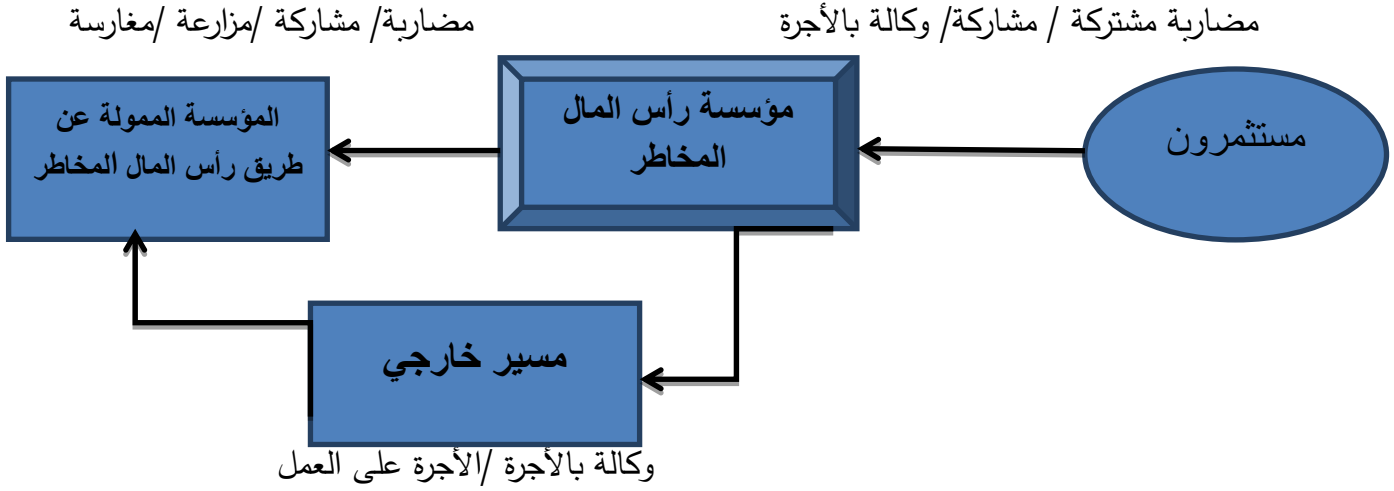 مضاربة مشتركة / مشاركة/ وكالة بالأجرة
مضاربة/ مشاركة /مزارعة /مغارسة
مستثمرون
مؤسسة رأس المال
المخاطر
المؤسسة الممولة عن
طريق رأس المال المخاطر
مسير خارجي
وكالة بالأجرة /الأجرة على العمل